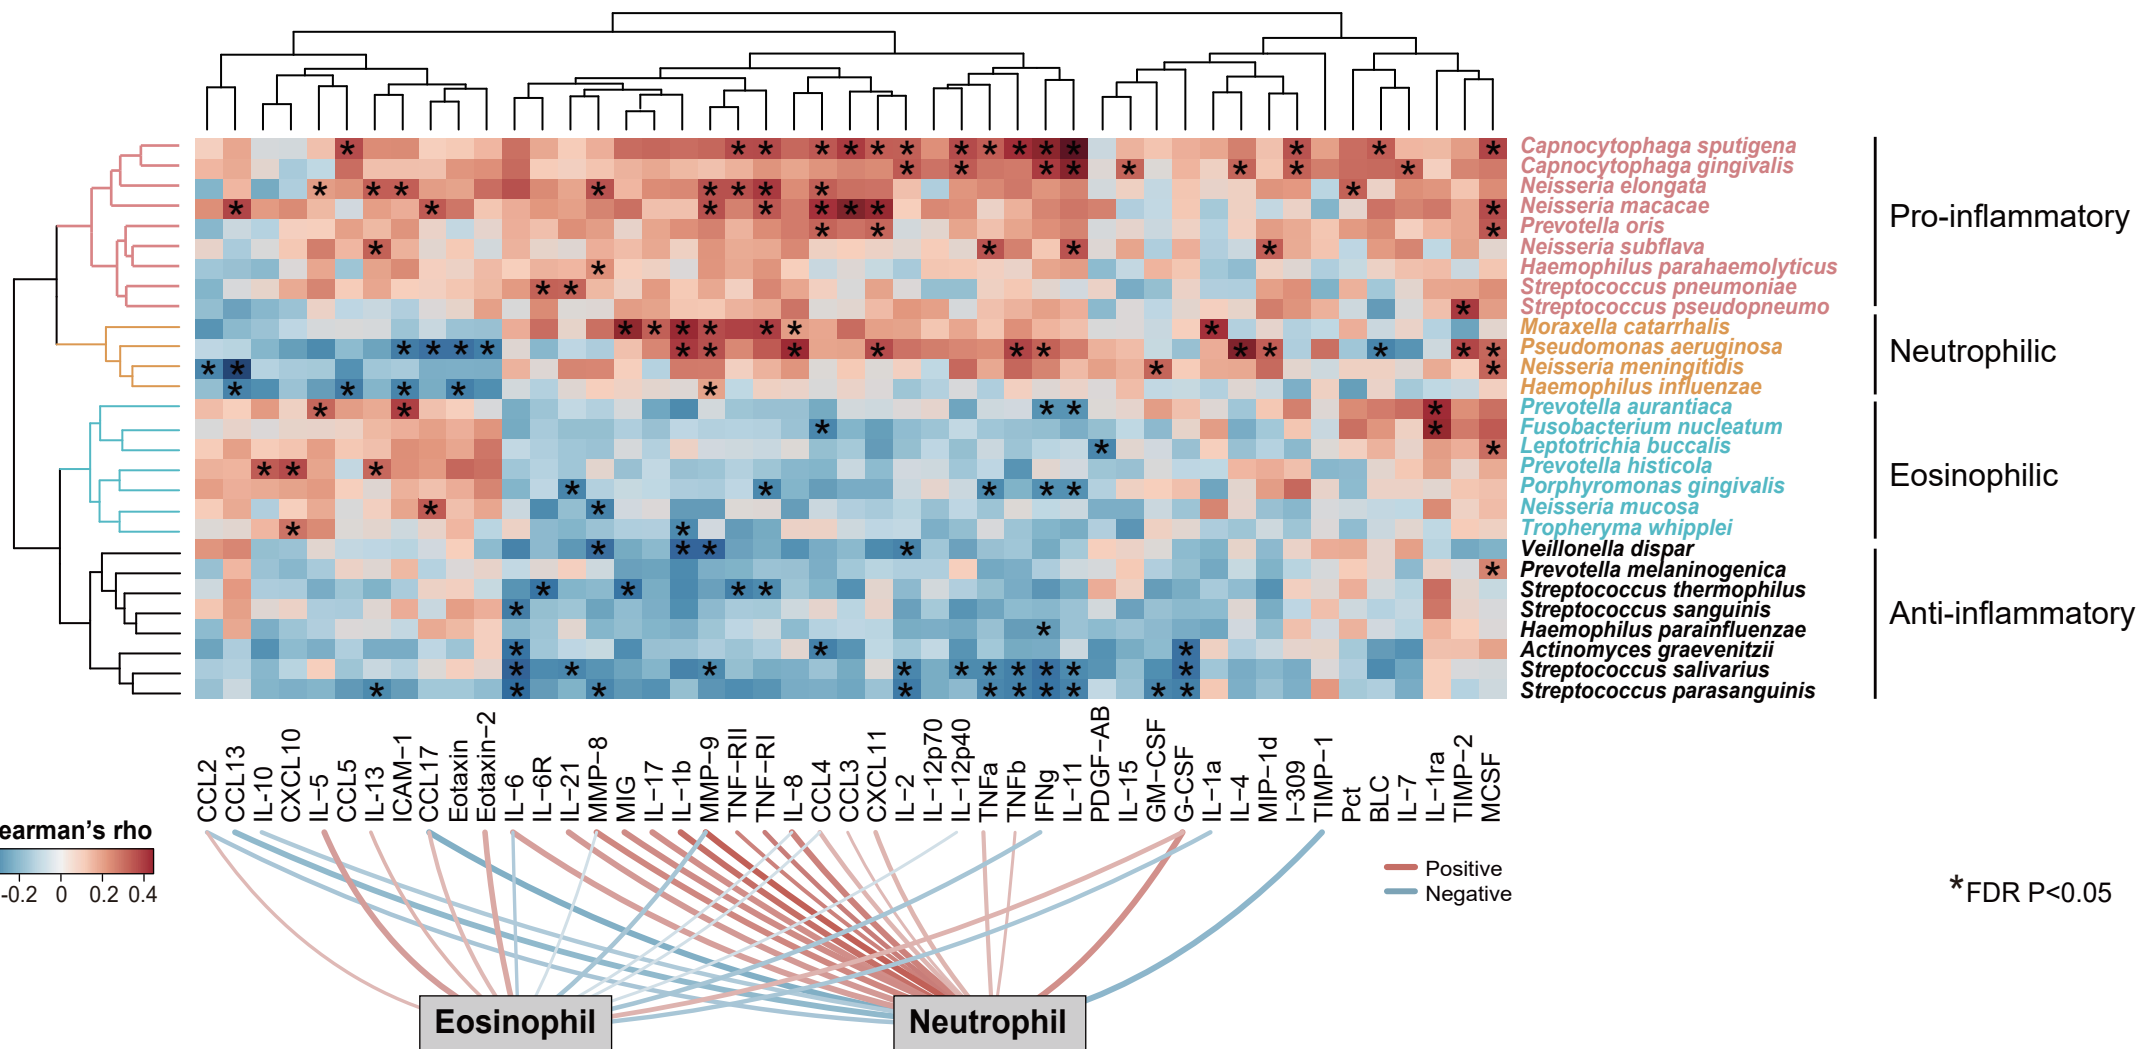 Capnocytophaga sputigena
Capnocytophaga gingivalis
Neisseria elongata
Neisseria macacae
Prevotella oris
Neisseria subflava
Haemophilus parahaemolyticus
Streptococcus pneumoniae
Streptococcus pseudopneumo
Pro-inflammatory
Moraxella catarrhalis
Pseudomonas aeruginosa
Neisseria meningitidis
Haemophilus influenzae
Neutrophilic
Prevotella aurantiaca
Fusobacterium nucleatum
Leptotrichia buccalis
Prevotella histicola
Porphyromonas gingivalis
Neisseria mucosa
Tropheryma whipplei
Eosinophilic
Veillonella dispar
Prevotella melaninogenica
Streptococcus thermophilus
Streptococcus sanguinis
Haemophilus parainfluenzae
Actinomyces graevenitzii
Streptococcus salivarius
Streptococcus parasanguinis
Anti-inflammatory
CCL2
CCL13
IL-10
CXCL10
IL-5
CCL5
IL-13
ICAM-1
CCL17
Eotaxin
Eotaxin-2
IL-6
IL-6R
IL-21
MMP-8
MIG
IL-17
IL-1b
MMP-9
TNF-RII
TNF-RI
IL-8
CCL4
CCL3
CXCL11
IL-2
IL-12p70
IL-12p40
TNFa
TNFb
IFNg
IL-11
PDGF-AB
IL-15
GM-CSF
G-CSF
IL-1a
IL-4
MIP-1d
I-309
TIMP-1
Pct
BLC
IL-7
IL-1ra
TIMP-2
MCSF
earman's rho
-0.2 0 0.2 0.4
Positive
Negative
*FDR P<0.05
Eosinophil
Neutrophil